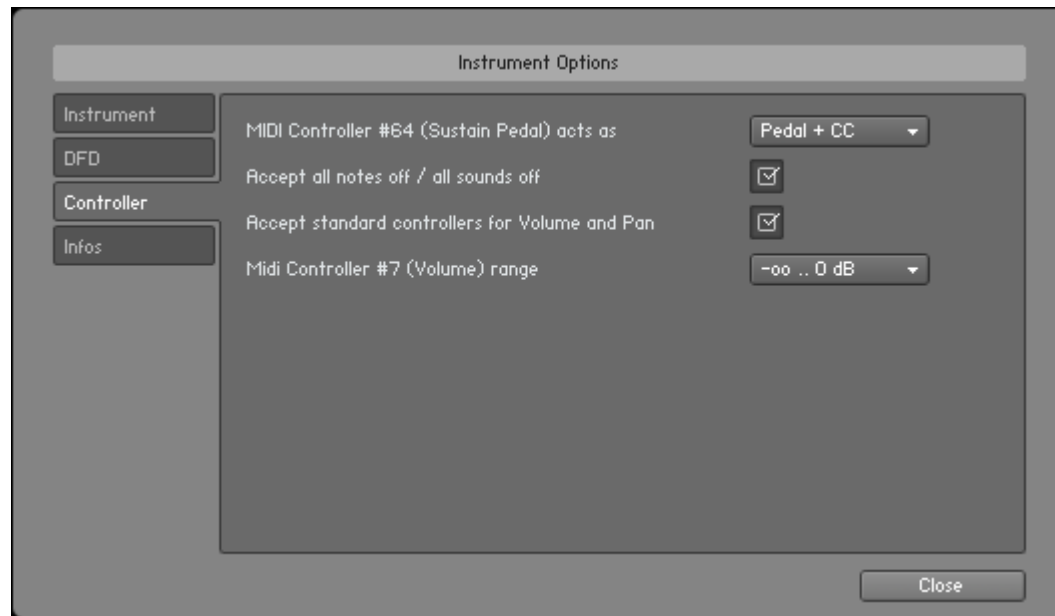 Instrument Options
Instrument
DFD
Controller
Infos
MIDI Controller #64 (Sustain Pedal) acts as
Pedal + CC
Accept all notes off / all sounds off
Accept standard controllers for Volume and Pan
Midi Controller #7 (Volume) range
-oo .. 0 dB
Close